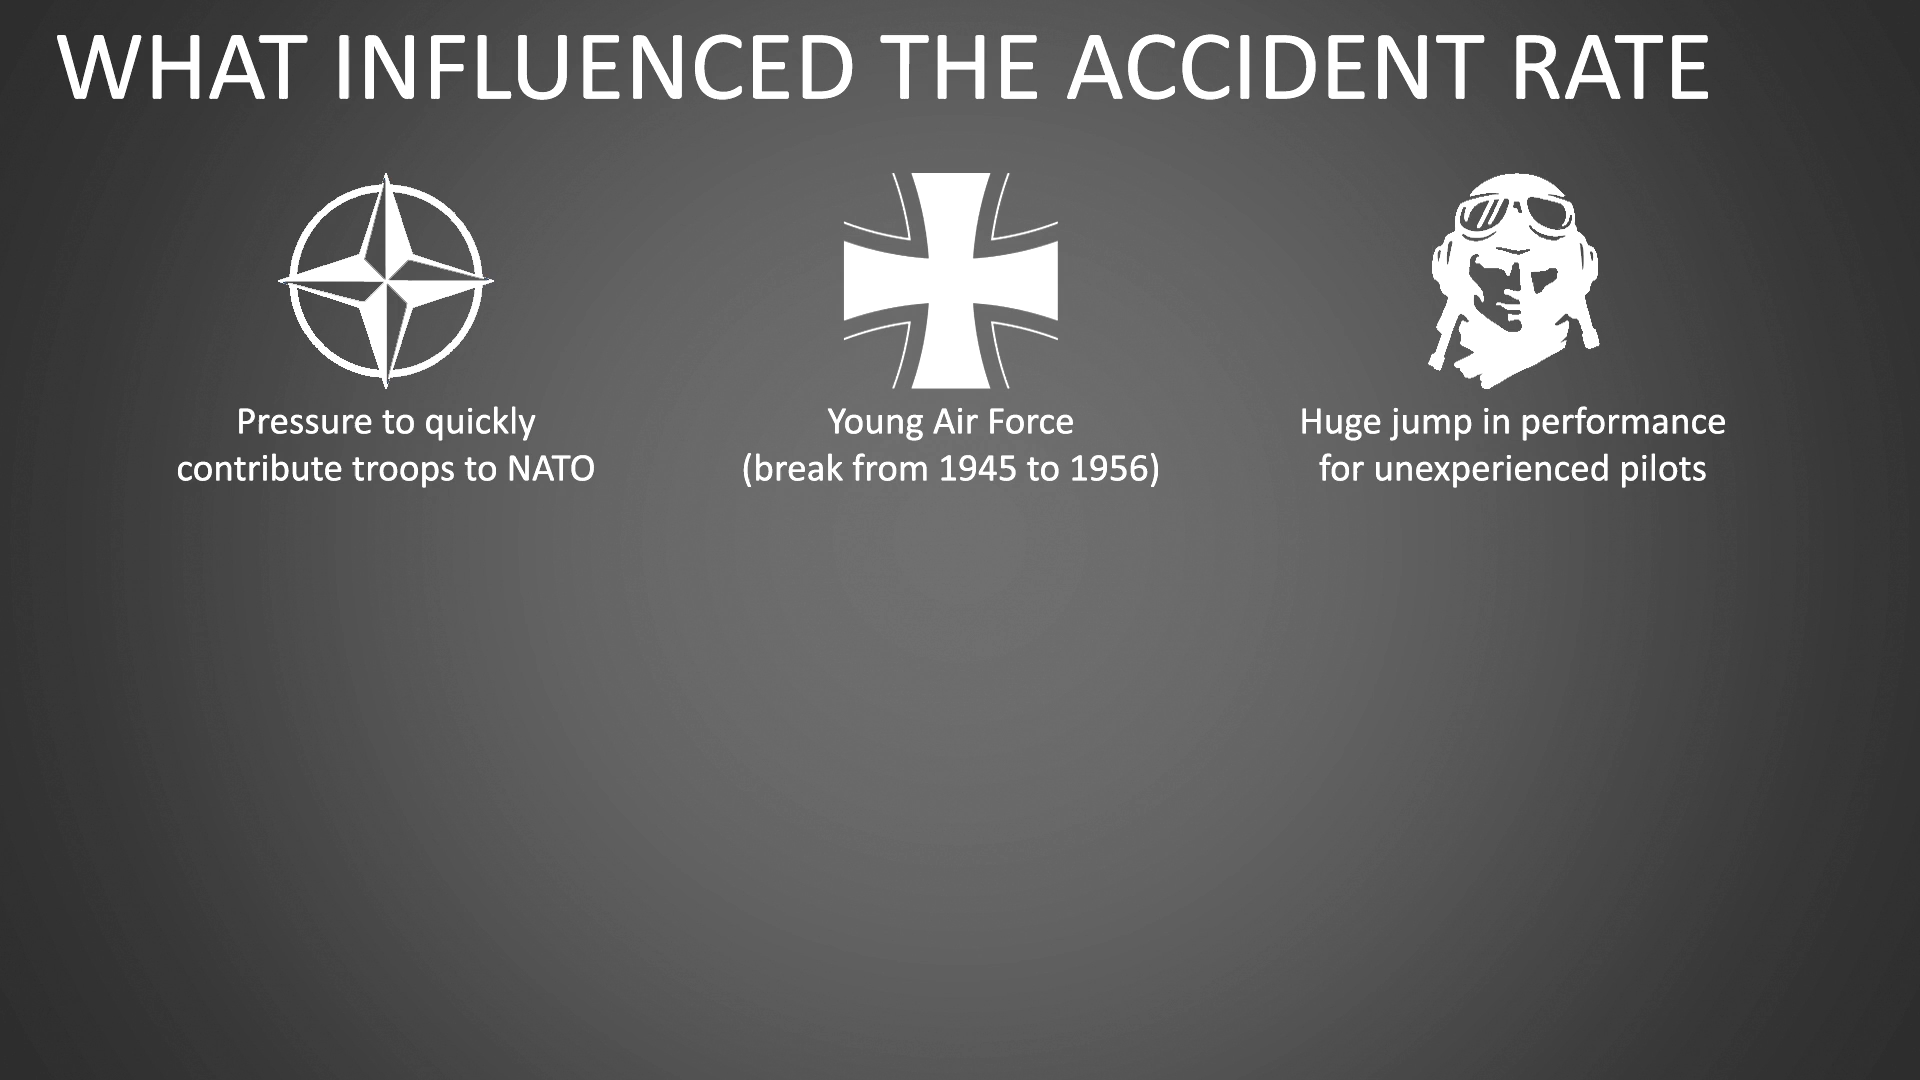 WHAT INFLUENCED THE ACCIDENT RATE
Pressure to quickly
contribute troops to NATO
Young Air Force
(break from 1945 to 1956)
Huge jump in performance
for unexperienced pilots